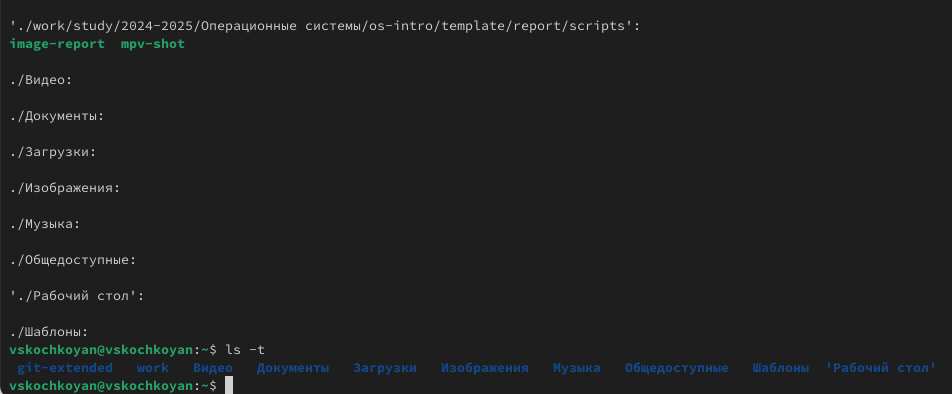 './work/study/2024-2025/Операционные системы/os-intro/template/report/scripts':
image-report  mpv-shot
./Видео:
./Документы:
./Загрузки:
./Изображения:
./Музыка:
./Общедоступные:
'./Рабочий стол':
./Шаблоны:
vskochkoyan@vskochkoyan:~$ ls -t
git-extended   work   Видео   Документы   Загрузки   Изображения   Музыка   Общедоступные   Шаблоны  'Рабочий стол'
vskochkoyan@vskochkoyan:~$